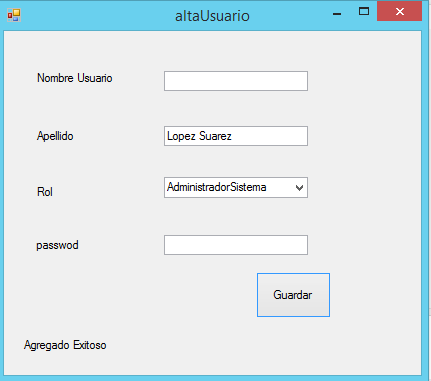 altaUsuario
Nombre Usuario
Apellido Lopez Suarez
Rol AdministradorSistema
passwod
Guardar
Agregado Exitoso